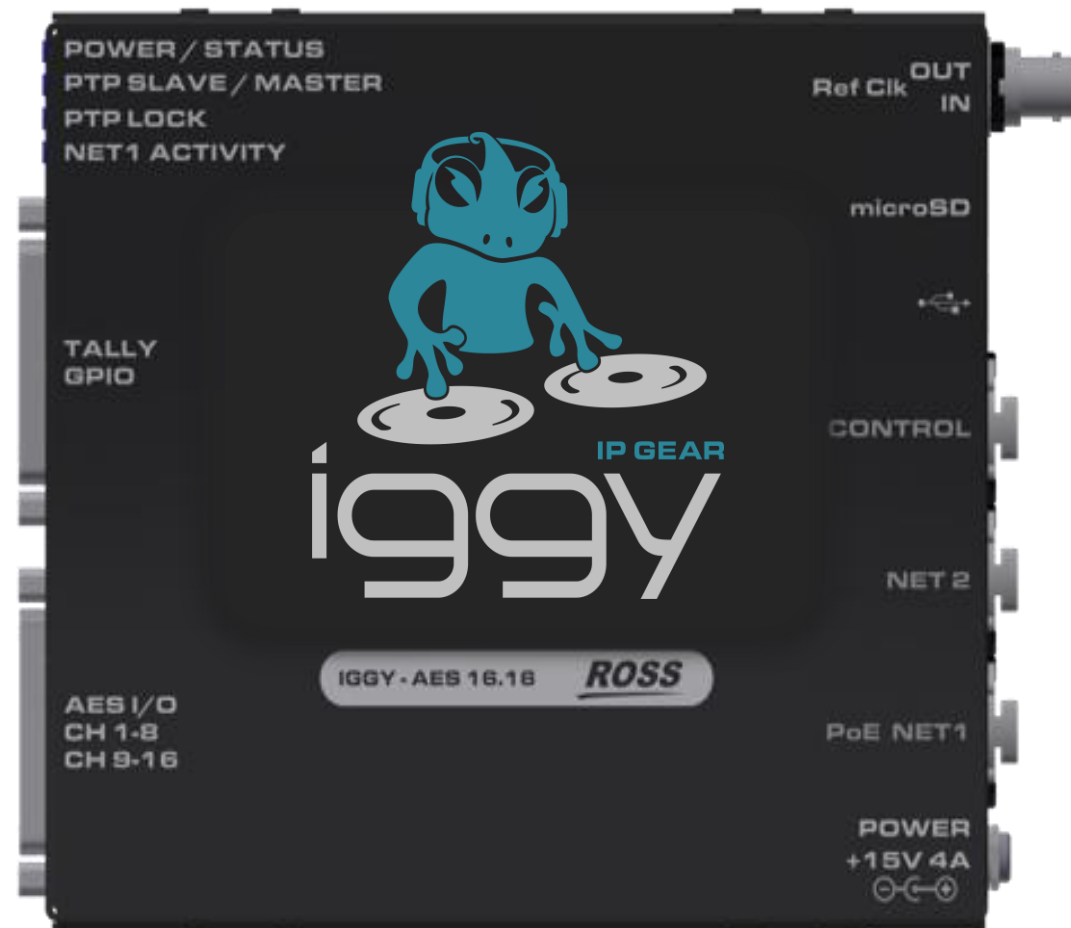 POWER / STATUS
PTP SLAVE / MASTER
PTP LOCK
NET1 ACTIVITY
TALLY
GPIO
AES I/O
CH 1-8
CH 9-16
IP GEAR
iggy
IGGY - AES 16.16 ROSS
Ref Clk OUT
IN
microSD
CONTROL
NET 2
PoE NET1
POWER
+15V 4A